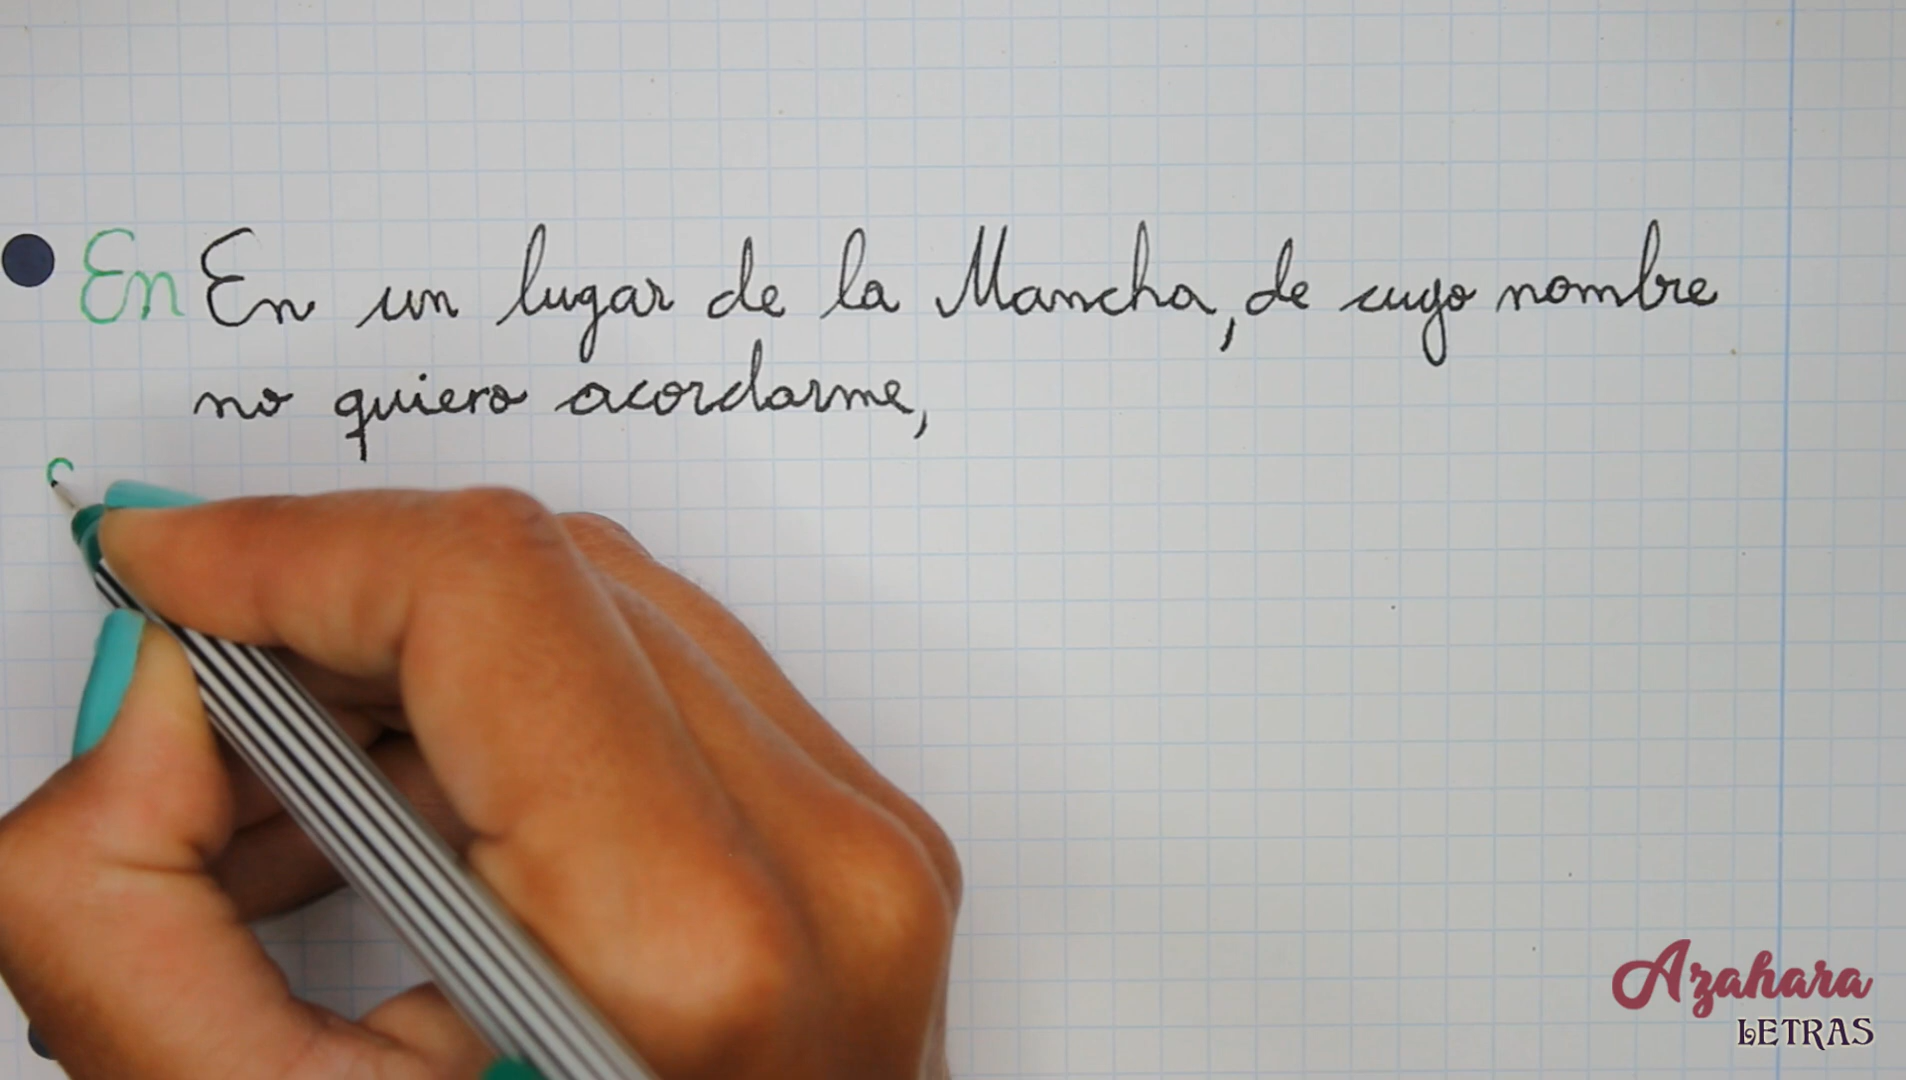 En En un lugar de la Mancha, de cuyo nombre
no quiero acordarme,
Azahara
LETRAS